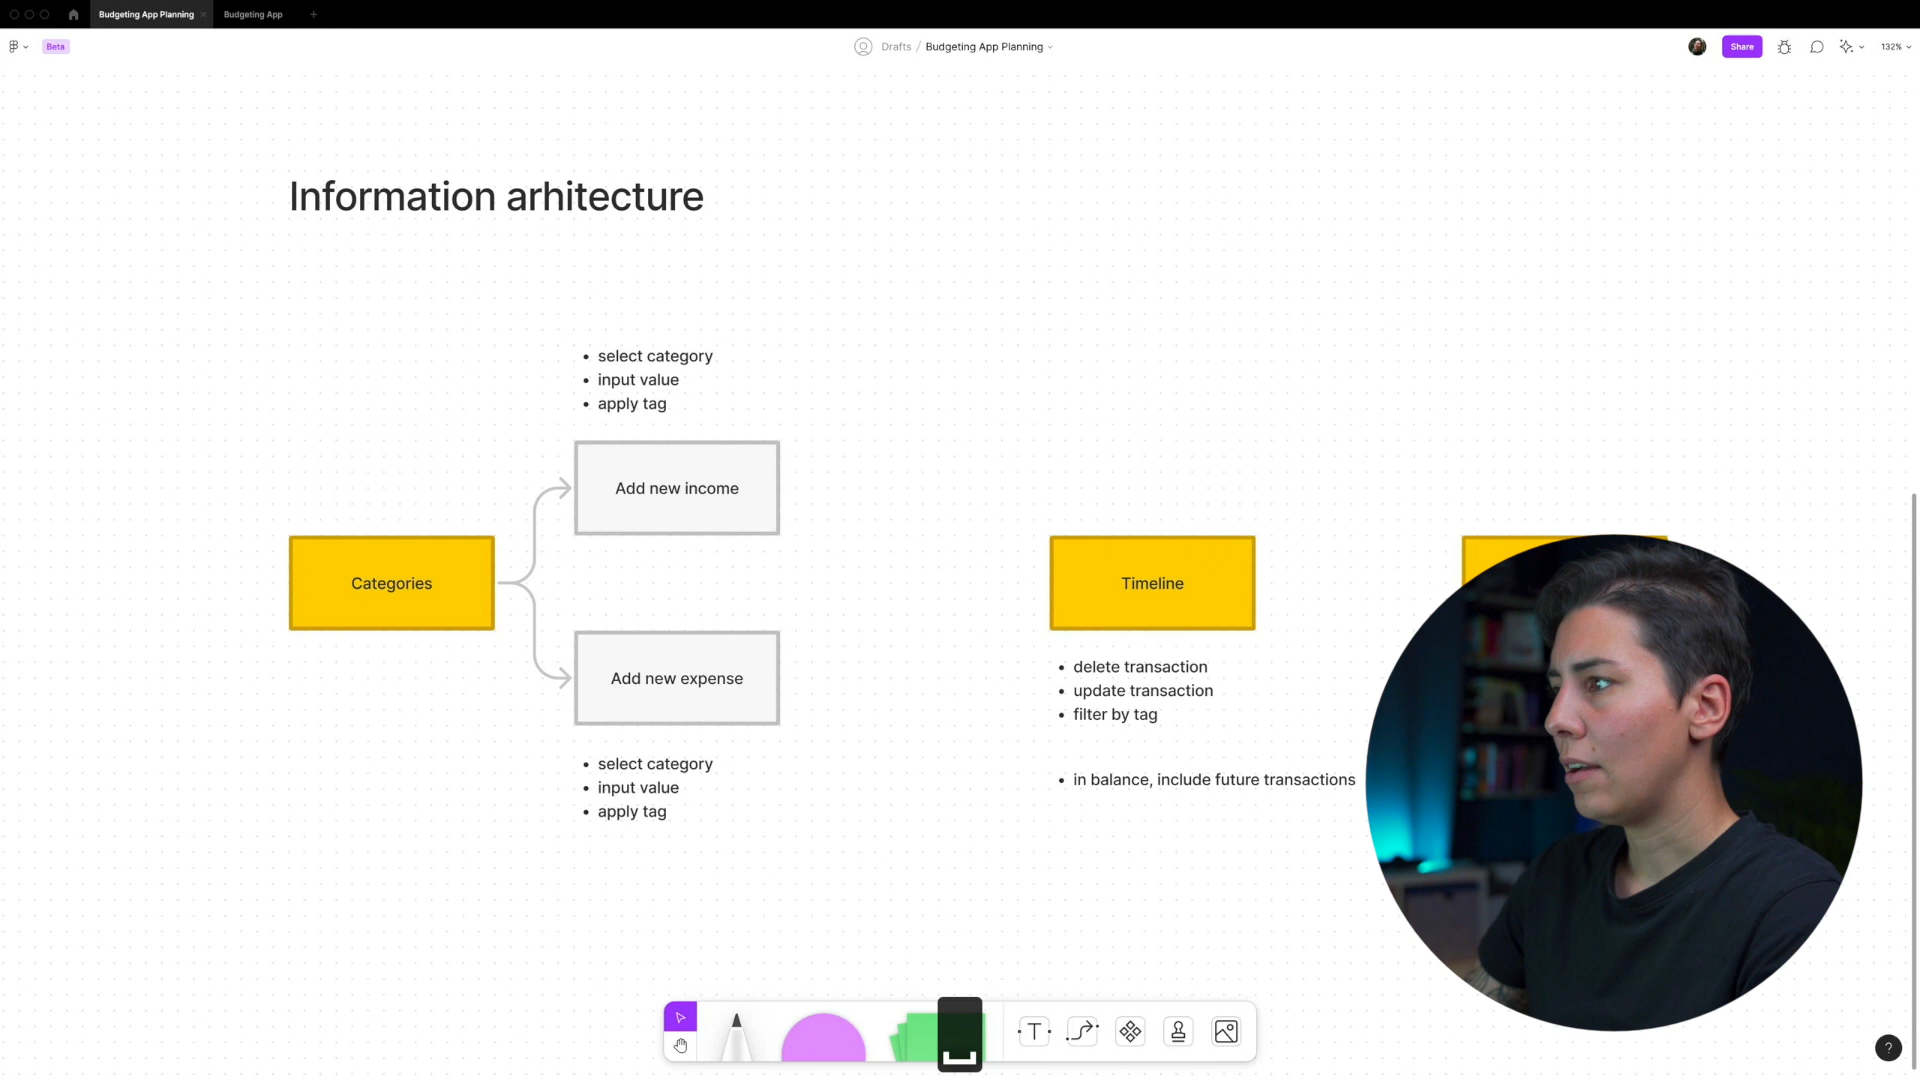 Budgeting App Planning
Budgeting App
Beta
Drafts / Budgeting App Planning
Share
132%
Information arhitecture
select category
input value
apply tag
Add new income
Categories
Timeline
Add new expense
delete transaction
update transaction
filter by tag
select category
input value
apply tag
in balance, include future transactions
T
?